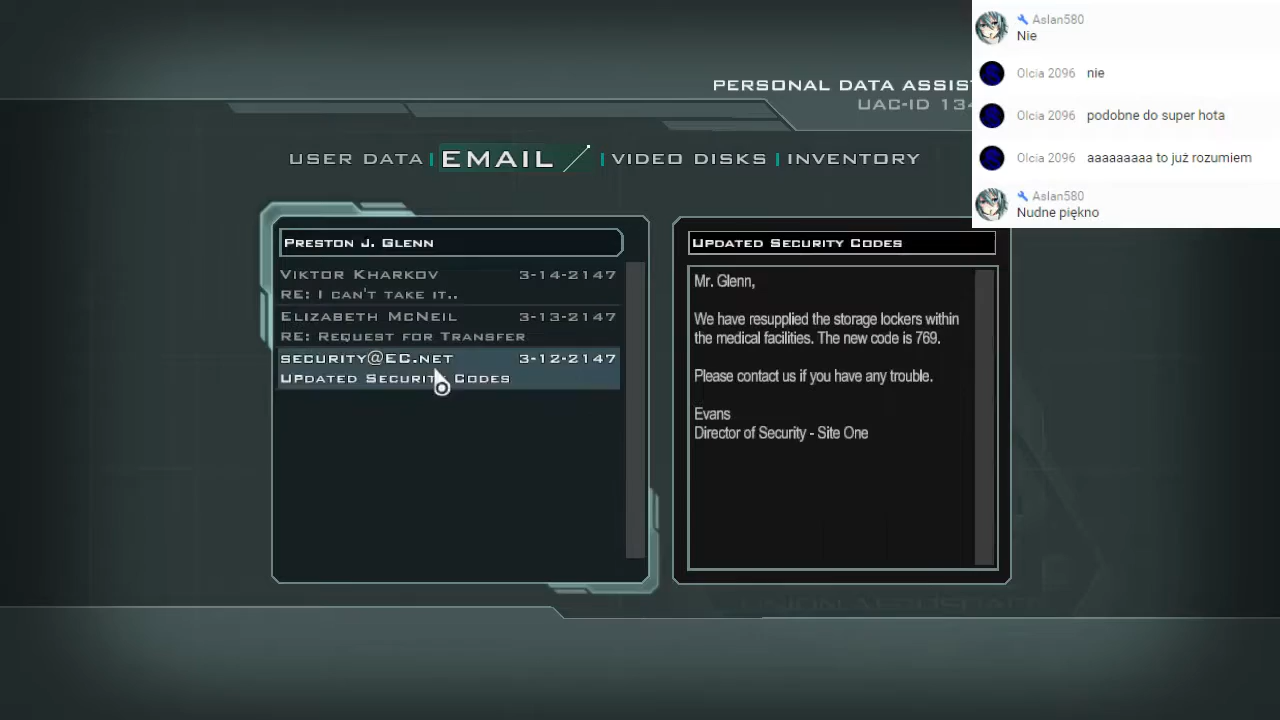 Aslan580
Nie
Olcia 2096 nie
Olcia 2096 podobne do super hota
Olcia 2096 aaaaaaaaa to już rozumiem
Aslan580
Nudne piękno
PERSONAL DATA ASSIS
UAC-ID 134
USER DATA | EMAIL | VIDEO DISKS | INVENTORY
PRESTON J. GLENN
VIKTOR KHARKOV 3-14-2147
RE: I CAN'T TAKE IT..
ELIZABETH MCNEIL 3-13-2147
RE: REQUEST FOR TRANSFER
SECURITY@EC.NET 3-12-2147
UPDATED SECURITY CODES
UPDATED SECURITY CODES
Mr. Glenn,
We have resupplied the storage lockers within
the medical facilities. The new code is 769.
Please contact us if you have any trouble.
Evans
Director of Security - Site One